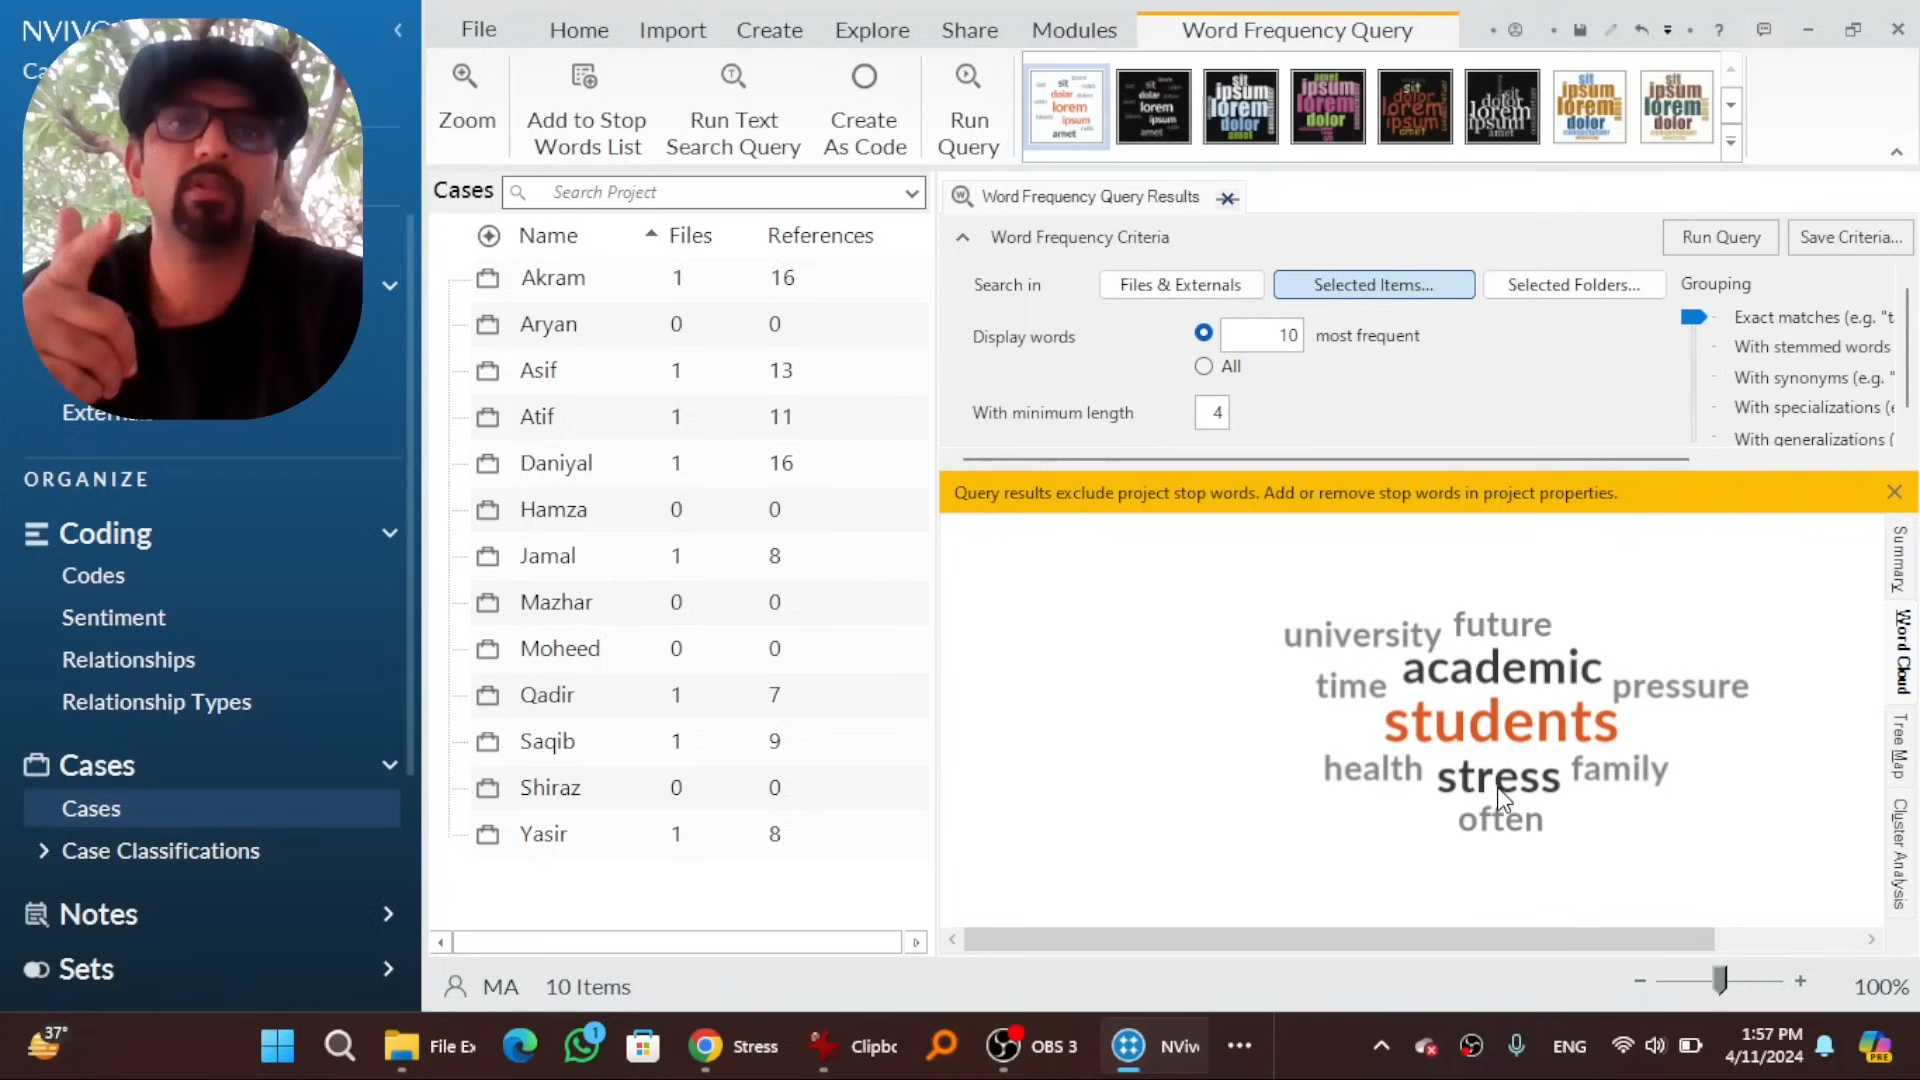 NVIVO
File
Home
Import
Create
Explore
Share
Modules
Word Frequency Query
Zoom
Add to Stop
Words List
Run Text
Search Query
Create
As Code
Run
Query
Cases
Search Project
Name
Files
References
Akram 1 16
Aryan 0 0
Asif 1 13
Atif 1 11
Daniyal 1 16
Hamza 0 0
Jamal 1 8
Mazhar 0 0
Moheed 0 0
Qadir 1 7
Saqib 1 9
Shiraz 0 0
Yasir 1 8
ORGANIZE
Coding
Codes
Sentiment
Relationships
Relationship Types
Cases
Cases
Case Classifications
Notes
Sets
Word Frequency Query Results
Word Frequency Criteria
Run Query
Save Criteria...
Search in
Files & Externals
Selected Items...
Selected Folders...
Grouping
Display words
10
most frequent
All
With minimum length
4
Exact matches (e.g. "t
With stemmed words
With synonyms (e.g. "
With specializations (e
With generalizations (
Query results exclude project stop words. Add or remove stop words in project properties.
university future
academic
time pressure
students
health stress family
often
Summary
Word Cloud
Tree Map
Cluster Analysis
MA 10 Items
100%
37°
File Ex
1
Stress
Clipbc
OBS 3
NViv
ENG
1:57 PM
4/11/2024
PRE